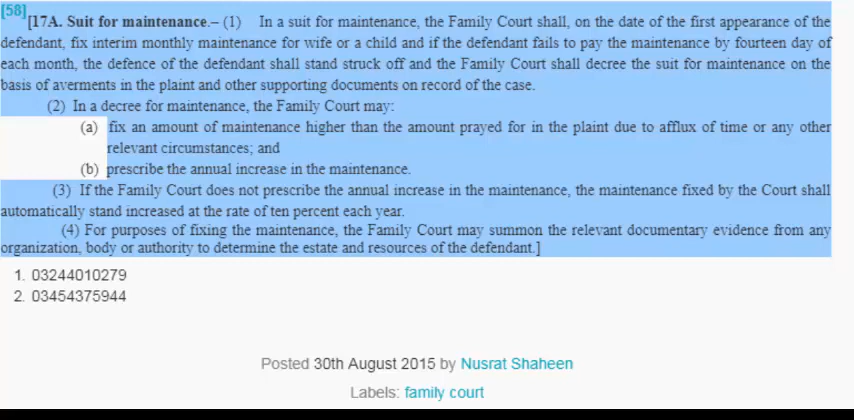 [58][17A. Suit for maintenance.– (1) In a suit for maintenance, the Family Court shall, on the date of the first appearance of the
defendant, fix interim monthly maintenance for wife or a child and if the defendant fails to pay the maintenance by fourteen day of
each month, the defence of the defendant shall stand struck off and the Family Court shall decree the suit for maintenance on the
basis of averments in the plaint and other supporting documents on record of the case.
(2) In a decree for maintenance, the Family Court may:
(a) fix an amount of maintenance higher than the amount prayed for in the plaint due to afflux of time or any other
relevant circumstances; and
(b) prescribe the annual increase in the maintenance.
(3) If the Family Court does not prescribe the annual increase in the maintenance, the maintenance fixed by the Court shall
automatically stand increased at the rate of ten percent each year.
(4) For purposes of fixing the maintenance, the Family Court may summon the relevant documentary evidence from any
organization, body or authority to determine the estate and resources of the defendant.]
1. 03244010279
2. 03454375944
Posted 30th August 2015 by Nusrat Shaheen
Labels: family court